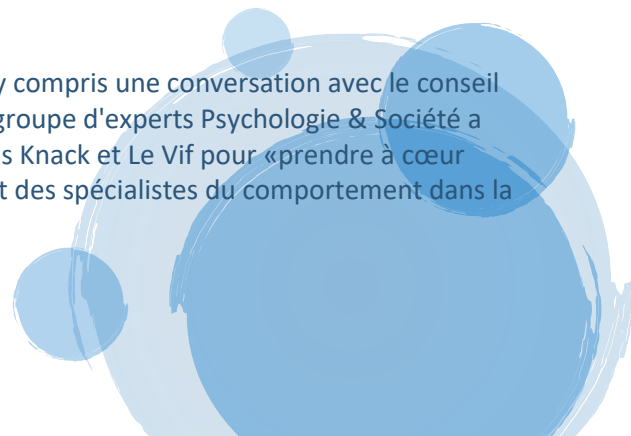 y compris une conversation avec le conseil
groupe d'experts Psychologie & Société a
s Knack et Le Vif pour «prendre à cœur
t des spécialistes du comportement dans la